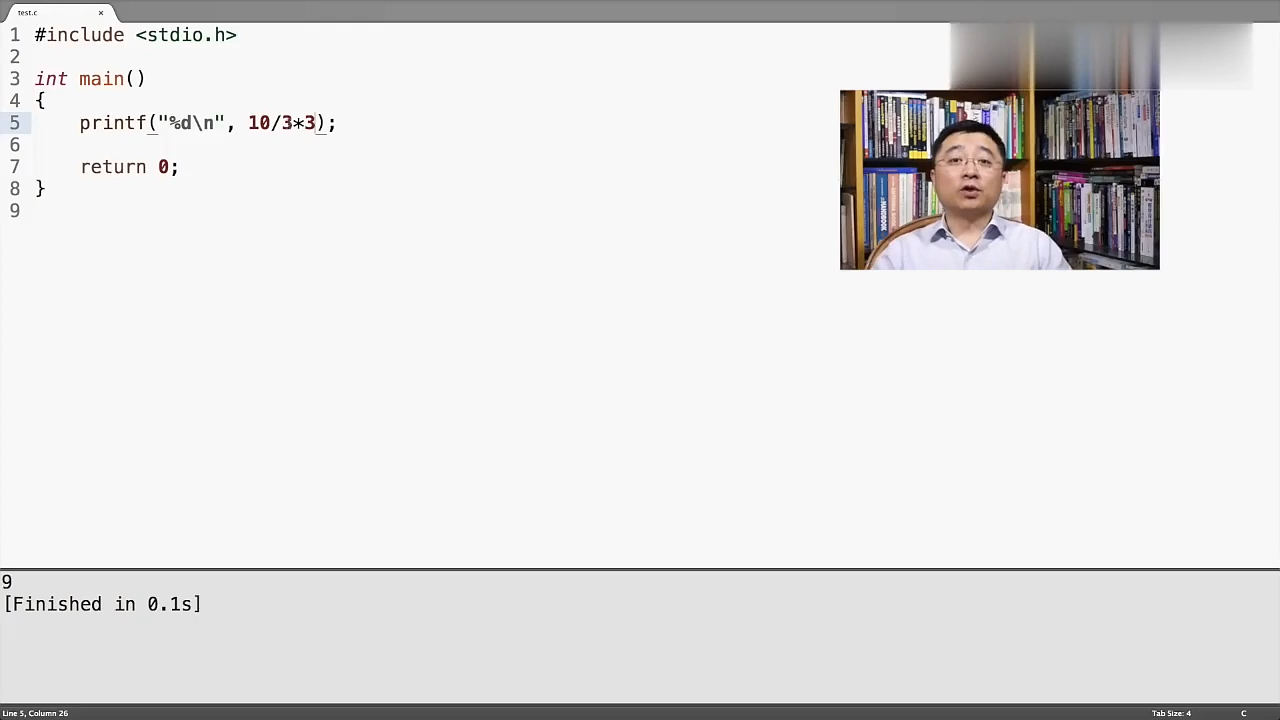 test.c ×
1 #include <stdio.h>
2
3 int main()
4 {
5     printf("%d\n", 10/3*3);
6
7     return 0;
8 }
9
9
[Finished in 0.1s]
Line 5, Column 26 Tab Size: 4 C